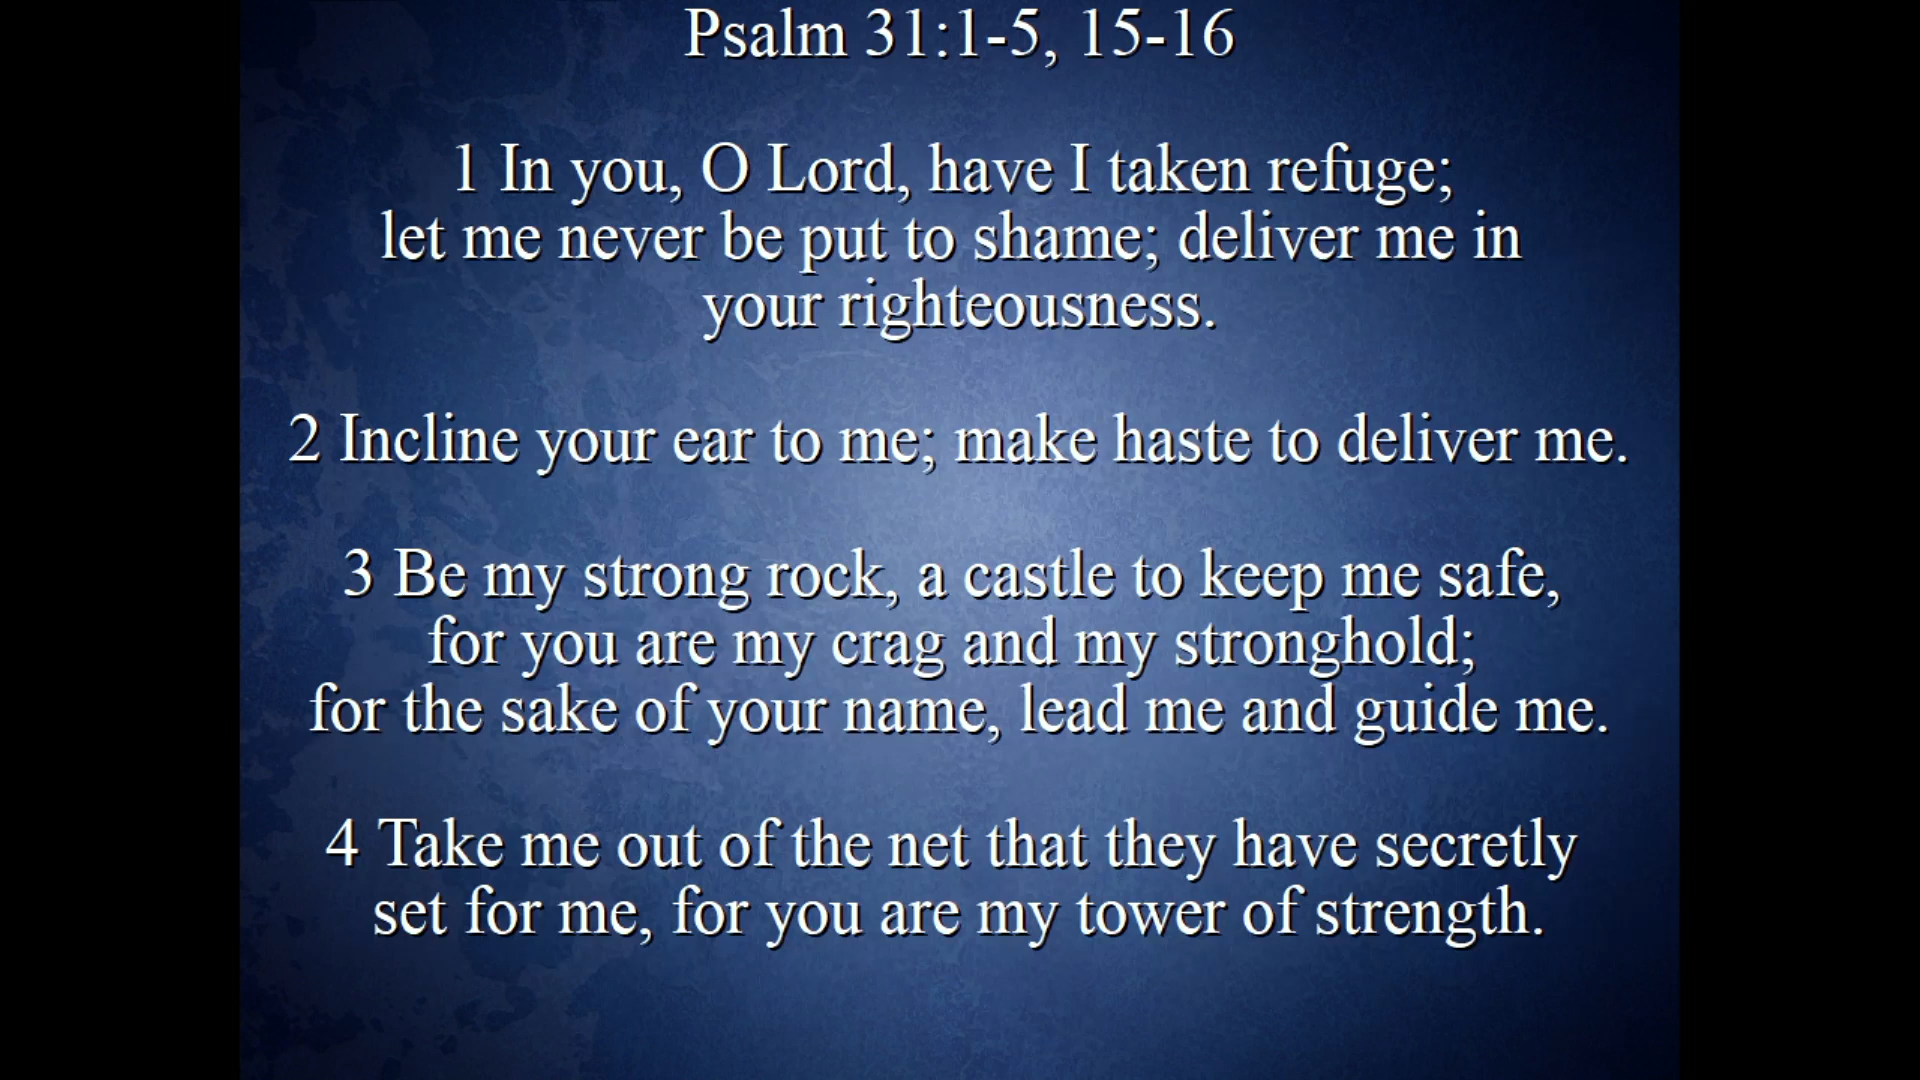 Psalm 31:1-5, 15-16
1 In you, O Lord, have I taken refuge;
let me never be put to shame; deliver me in
your righteousness.
2 Incline your ear to me; make haste to deliver me.
3 Be my strong rock, a castle to keep me safe,
for you are my crag and my stronghold;
for the sake of your name, lead me and guide me.
4 Take me out of the net that they have secretly
set for me, for you are my tower of strength.